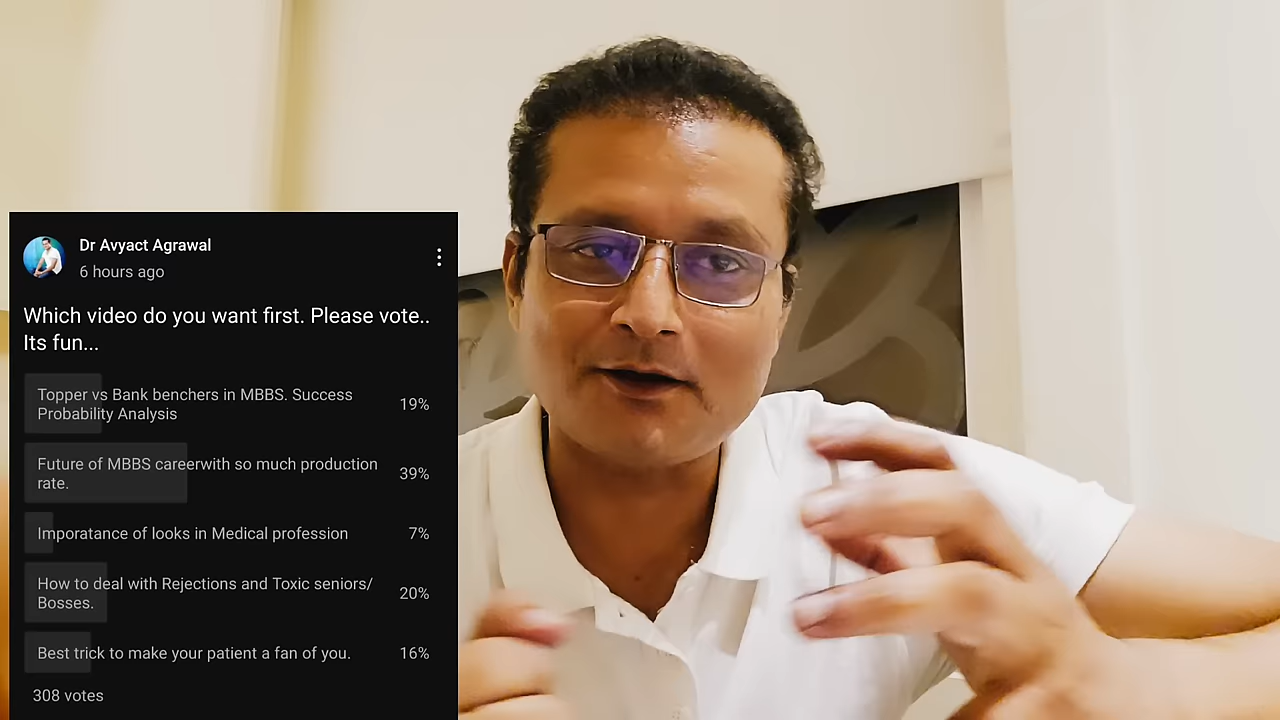 Dr Avyact Agrawal
6 hours ago
Which video do you want first. Please vote..
Its fun...
Topper vs Bank benchers in MBBS. Success
Probability Analysis
19%
Future of MBBS careerwith so much production
rate.
39%
Imporatance of looks in Medical profession
7%
How to deal with Rejections and Toxic seniors/
Bosses.
20%
Best trick to make your patient a fan of you.
16%
308 votes